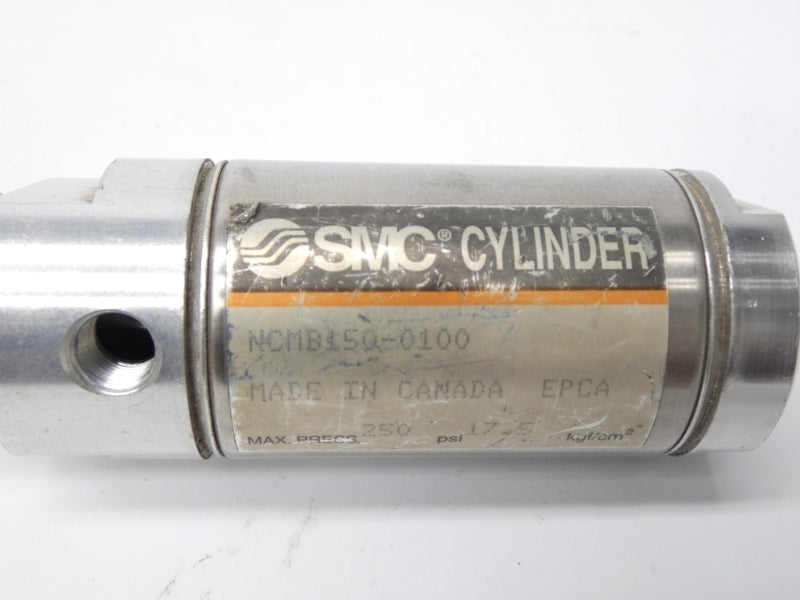 SMC® CYLINDER
NCMB150-0100
MADE IN CANADA EPCA
MAX. PRESS. 250 psi 17.5 kgf/cm²